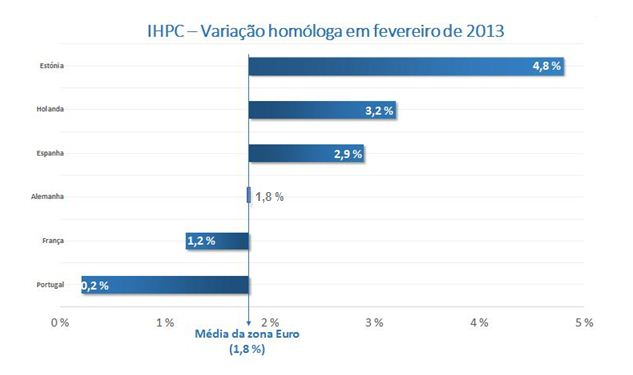 IHPC – Variação homóloga em fevereiro de 2013
Estónia 4,8 %
Holanda 3,2 %
Espanha 2,9 %
Alemanha 1,8 %
França 1,2 %
Portugal 0,2 %
0 % 1 % 2 % 3 % 4 % 5 %
Média da zona Euro
(1,8 %)